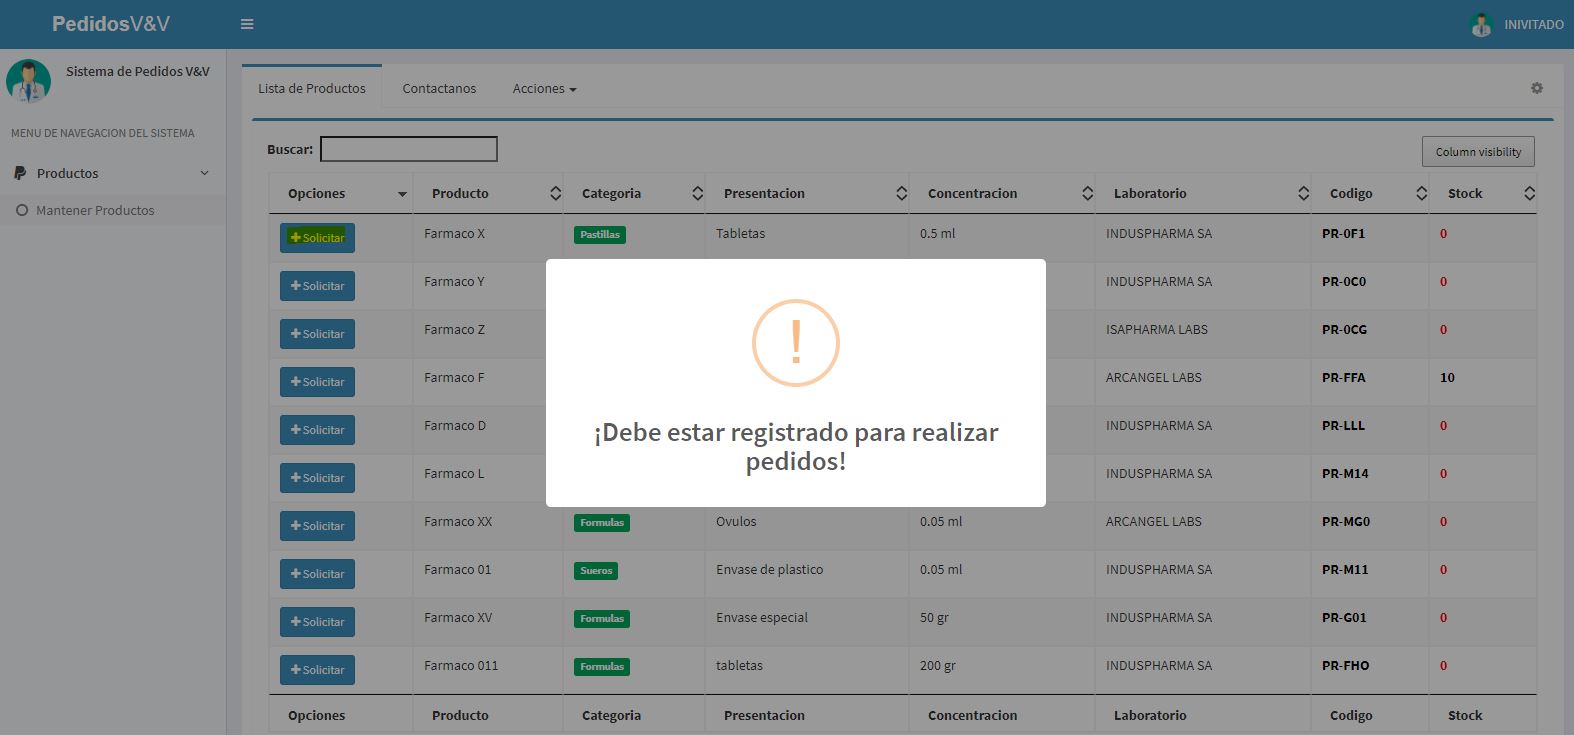 PedidosV&V
INIVITADO
Sistema de Pedidos V&V
MENU DE NAVEGACION DEL SISTEMA
Productos
Mantener Productos
Lista de Productos Contactanos Acciones
Buscar:
Column visibility
Opciones Producto Categoria Presentacion Concentracion Laboratorio Codigo Stock
Solicitar Farmaco X Pastillas Tabletas 0.5 ml INDUSPHARMA SA PR-0F1 0
Solicitar Farmaco Y INDUSPHARMA SA PR-0C0 0
Solicitar Farmaco Z ISAPHARMA LABS PR-0CG 0
Solicitar Farmaco F ARCANGEL LABS PR-FFA 10
Solicitar Farmaco D INDUSPHARMA SA PR-LLL 0
Solicitar Farmaco L INDUSPHARMA SA PR-M14 0
Solicitar Farmaco XX Formulas Ovulos 0.05 ml ARCANGEL LABS PR-MG0 0
Solicitar Farmaco 01 Sueros Envase de plastico 0.05 ml INDUSPHARMA SA PR-M11 0
Solicitar Farmaco XV Formulas Envase especial 50 gr INDUSPHARMA SA PR-G01 0
Solicitar Farmaco 011 Formulas tabletas 200 gr INDUSPHARMA SA PR-FHO 0
Opciones Producto Categoria Presentacion Concentracion Laboratorio Codigo Stock
!
¡Debe estar registrado para realizar
pedidos!